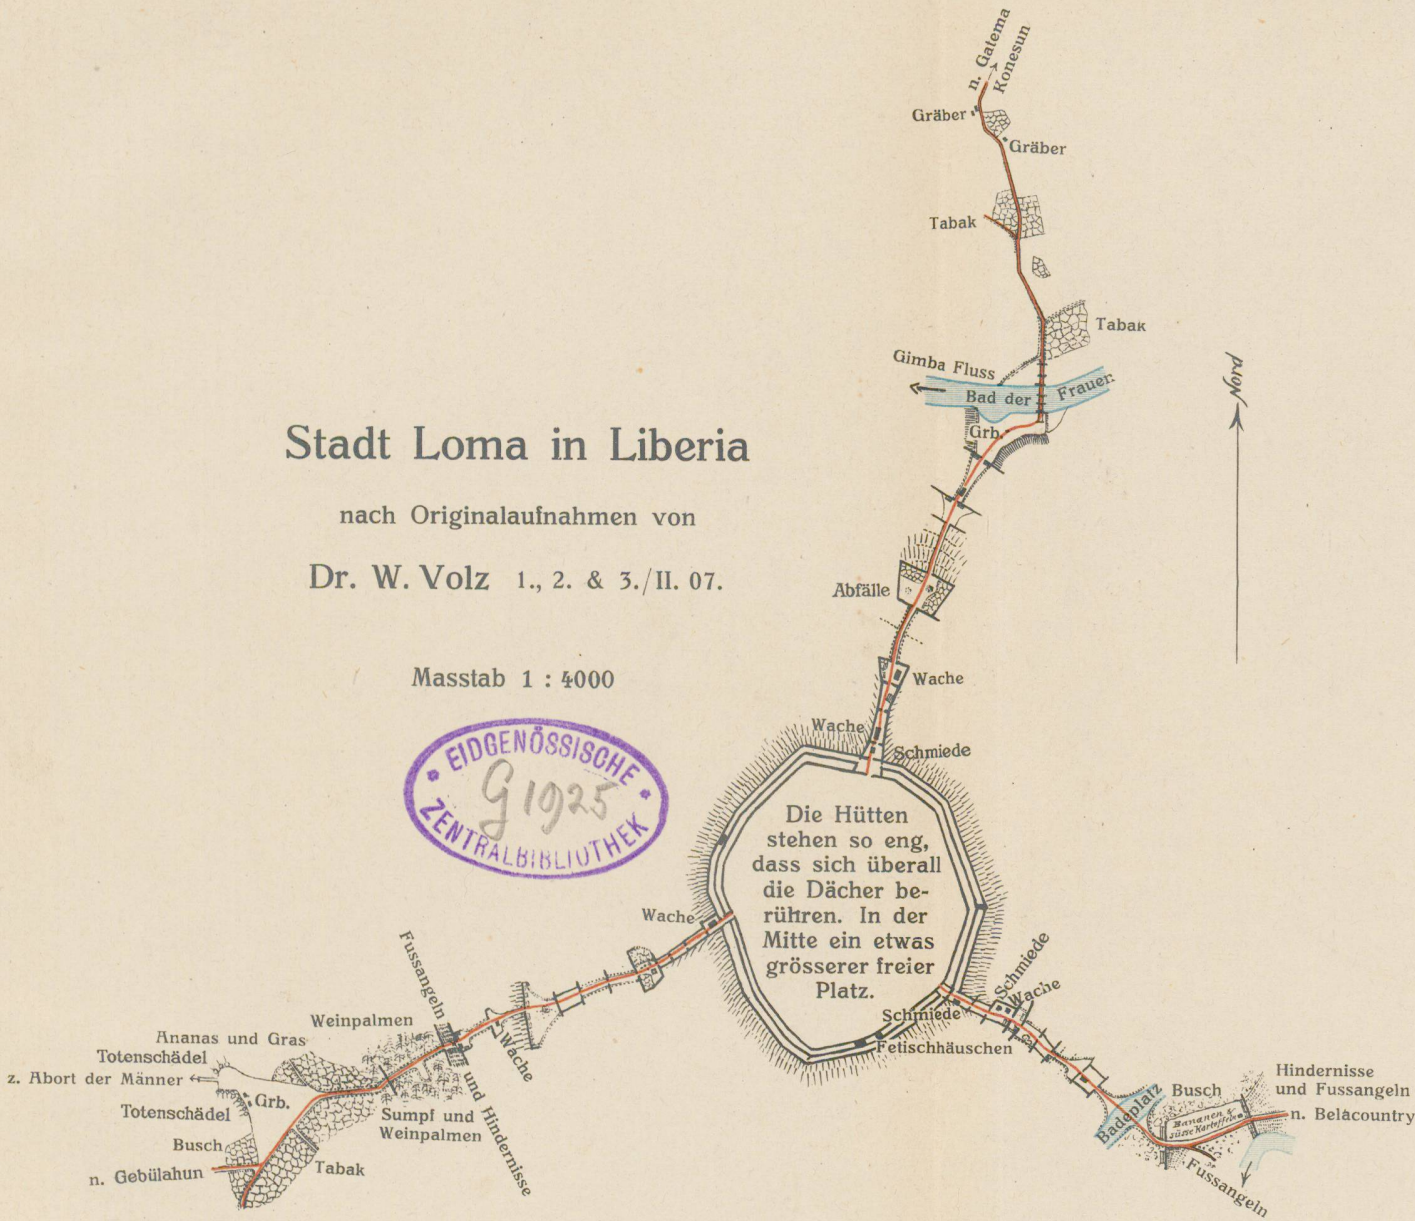 n. Gatema
Konesun
Gräber
Gräber
Tabak
Tabak
Gimba Fluss
Bad der Frauen
Grb.
Nord
Stadt Loma in Liberia
nach Originalaufnahmen von
Dr. W. Volz 1., 2. & 3./II. 07.
Masstab 1 : 4000
EIDGENÖSSISCHE
G 1925
ZENTRALBIBLIOTHEK
Abfälle
Wache
Wache
Schmiede
Die Hütten
stehen so eng,
dass sich überall
die Dächer be-
rühren. In der
Mitte ein etwas
grösserer freier
Platz.
Wache
Schmiede
Wache
Schmiede
Fetischhäuschen
Fussangeln
und Hindernisse
Wache
Weinpalmen
Ananas und Gras
Totenschädel
z. Abort der Männer
Grb.
Totenschädel
Sumpf und
Weinpalmen
Busch
Tabak
n. Gebülahun
Badeplatz
Busch
Bananen &
süsse Kartoffeln
Hindernisse
und Fussangeln
n. Belacountry
Fussangeln